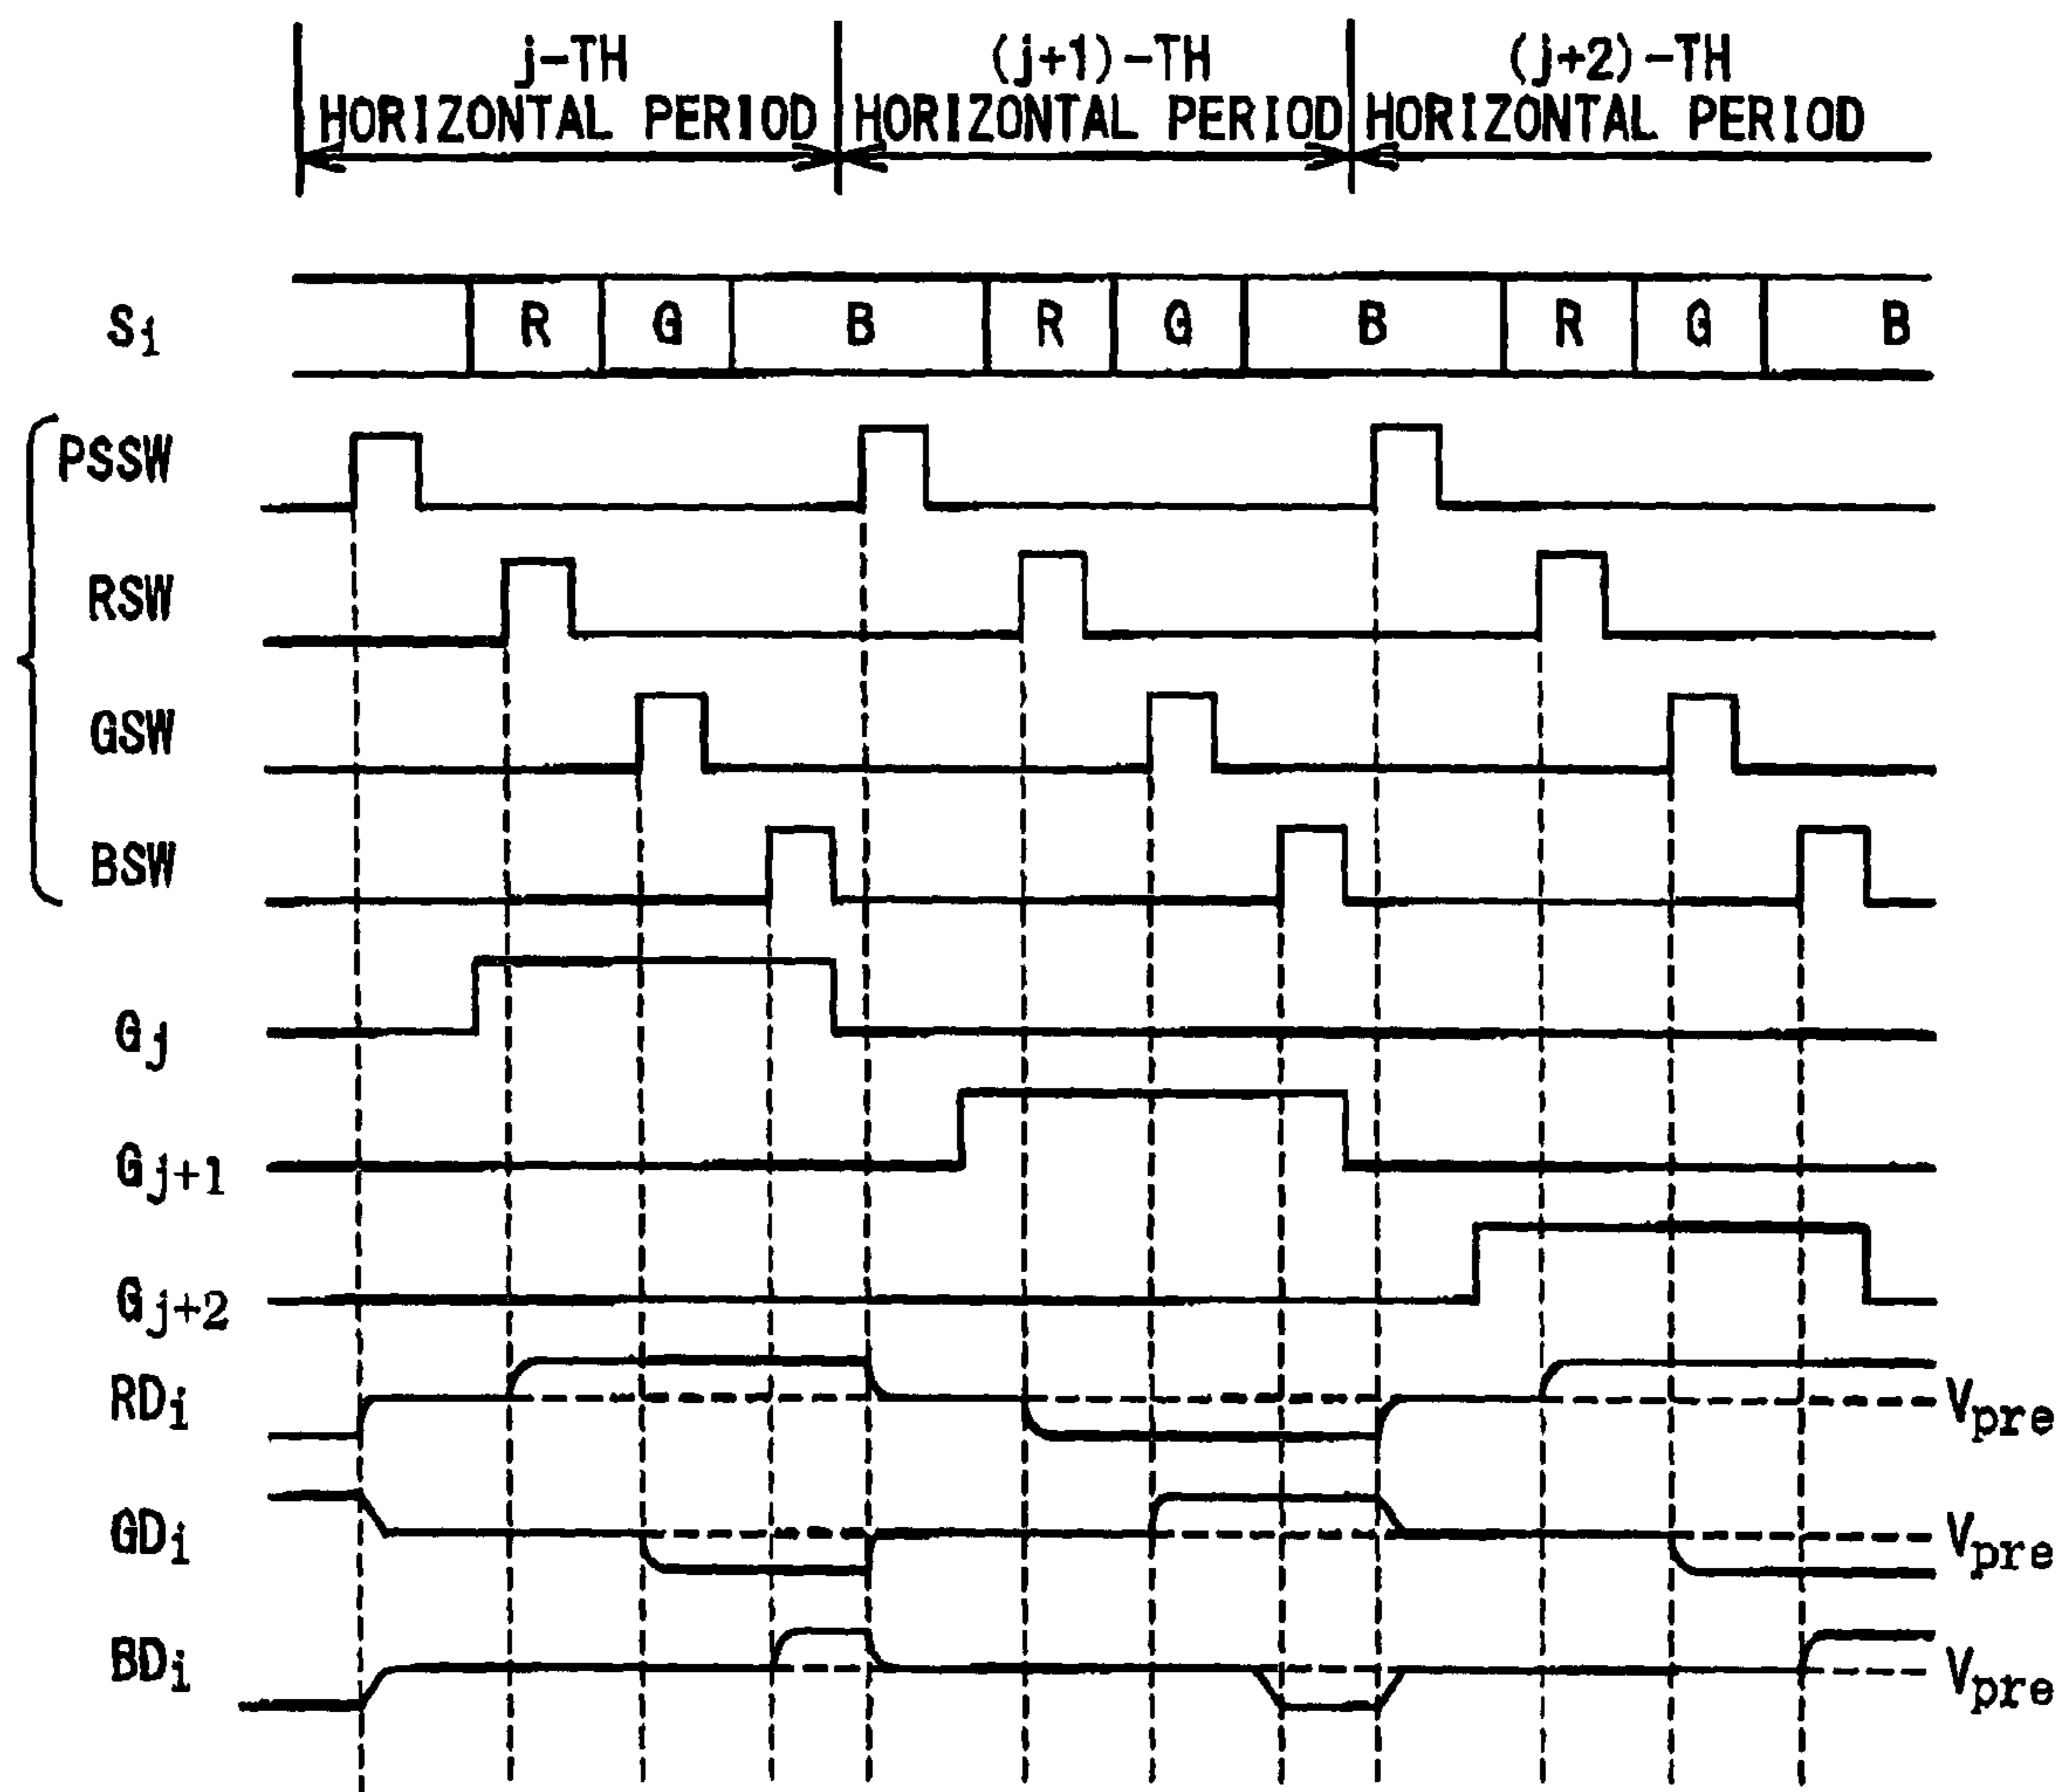 j-TH (j+1)-TH (j+2)-TH
HORIZONTAL PERIOD HORIZONTAL PERIOD HORIZONTAL PERIOD
Si R G B R G B R G B
PSSW
RSW
GSW
BSW
Gj
Gj+1
Gj+2
RDi Vpre
GDi Vpre
BDi Vpre